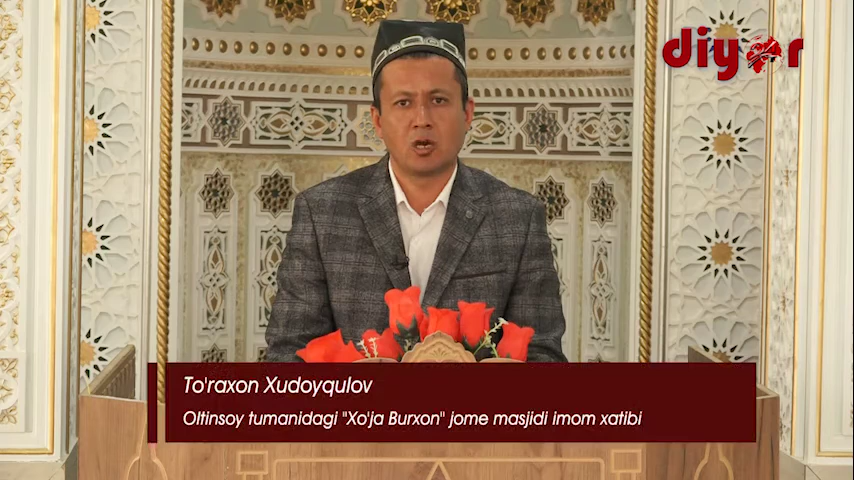 diyor
To'raxon Xudoyqulov
Oltinsoy tumanidagi "Xo'ja Burxon" jome masjidi imom xatibi